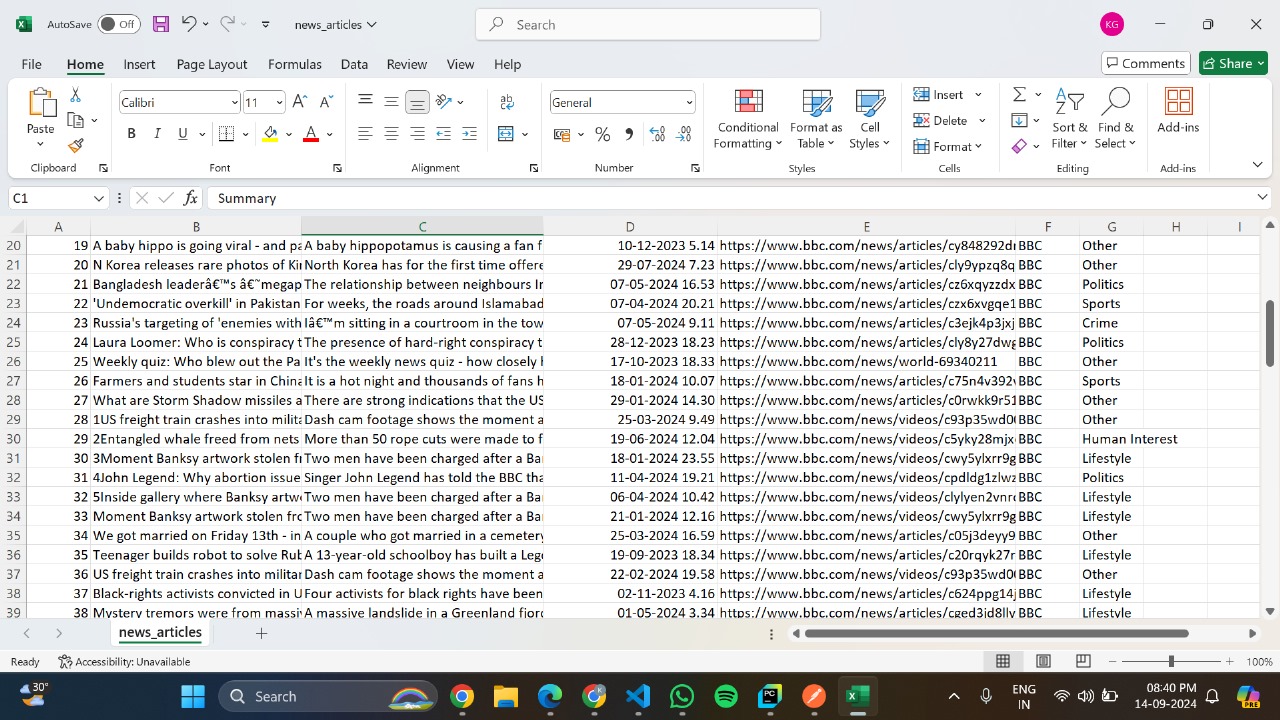 AutoSave Off news_articles Search KG
File Home Insert Page Layout Formulas Data Review View Help Comments Share
Paste Calibri 11 General Conditional Formatting Format as Table Cell Styles Insert Delete Format Sort & Filter Find & Select Add-ins
Clipboard Font Alignment Number Styles Cells Editing Add-ins
C1 fx Summary
A B C D E F G H I
20 19 A baby hippo is going viral - and pa A baby hippopotamus is causing a fan f 10-12-2023 5.14 https://www.bbc.com/news/articles/cy848292d BBC Other
21 20 N Korea releases rare photos of Ki North Korea has for the first time offere 29-07-2024 7.23 https://www.bbc.com/news/articles/cly9ypzq8q BBC Other
22 21 Bangladesh leaderâ€™s â€˜megap The relationship between neighbours I 07-05-2024 16.53 https://www.bbc.com/news/articles/cz6xqyzzdx BBC Politics
23 22 'Undemocratic overkill' in Pakistan For weeks, the roads around Islamabad 07-04-2024 20.21 https://www.bbc.com/news/articles/czx6xvgqe1 BBC Sports
24 23 Russia's targeting of 'enemies with Iâ€™m sitting in a courtroom in the tow 07-05-2024 9.11 https://www.bbc.com/news/articles/c3ejk4p3jxj BBC Crime
25 24 Laura Loomer: Who is conspiracy t The presence of hard-right conspiracy t 28-12-2023 18.23 https://www.bbc.com/news/articles/cly8y27dwg BBC Politics
26 25 Weekly quiz: Who blew out the Pa It's the weekly news quiz - how closely h 17-10-2023 18.33 https://www.bbc.com/news/world-69340211 BBC Other
27 26 Farmers and students star in China It is a hot night and thousands of fans h 18-01-2024 10.07 https://www.bbc.com/news/articles/c75n4v392v BBC Sports
28 27 What are Storm Shadow missiles a There are strong indications that the US 29-01-2024 14.30 https://www.bbc.com/news/articles/c0rwkk9r51 BBC Other
29 28 1US freight train crashes into milita Dash cam footage shows the moment a 25-03-2024 9.49 https://www.bbc.com/news/videos/c93p35wd0 BBC Other
30 29 2Entangled whale freed from nets More than 50 rope cuts were made to f 19-06-2024 12.04 https://www.bbc.com/news/videos/c5yky28mjx BBC Human Interest
31 30 3Moment Banksy artwork stolen f Two men have been charged after a Ba 18-01-2024 23.55 https://www.bbc.com/news/videos/cwy5ylxrr9g BBC Lifestyle
32 31 4John Legend: Why abortion issue Singer John Legend has told the BBC tha 11-04-2024 19.21 https://www.bbc.com/news/videos/cpdldg1zlwz BBC Politics
33 32 5Inside gallery where Banksy artw Two men have been charged after a Ba 06-04-2024 10.42 https://www.bbc.com/news/videos/clylyen2vnr BBC Lifestyle
34 33 Moment Banksy artwork stolen fro Two men have been charged after a Ba 21-01-2024 12.16 https://www.bbc.com/news/videos/cwy5ylxrr9g BBC Lifestyle
35 34 We got married on Friday 13th - in A couple who got married in a cemetery 25-03-2024 16.59 https://www.bbc.com/news/articles/c05j3deyy9 BBC Other
36 35 Teenager builds robot to solve Rub A 13-year-old schoolboy has built a Leg 19-09-2023 18.34 https://www.bbc.com/news/articles/c20rqyk27r BBC Lifestyle
37 36 US freight train crashes into militar Dash cam footage shows the moment a 22-02-2024 19.58 https://www.bbc.com/news/videos/c93p35wd0 BBC Other
38 37 Black-rights activists convicted in U Four activists for black rights have been 02-11-2023 4.16 https://www.bbc.com/news/articles/c624ppg14j BBC Lifestyle
39 38 Mystery tremors were from massiv A massive landslide in a Greenland fjord 01-05-2024 3.34 https://www.bbc.com/news/articles/cged3id8lly BBC Lifestyle
news_articles
Ready Accessibility: Unavailable 100%
30° Search ENG IN 08:40 PM 14-09-2024 PRE